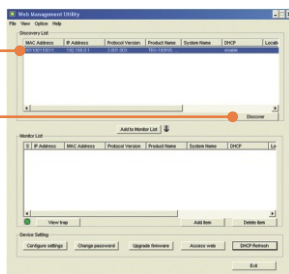 Web Management Utility
File View Option Help
Discovery List
MAC Address IP Address Protocol Version Product Name System Name DHCP
enable
Discover
Add to Monitor List
Monitor List
S IP Address MAC Address Protocol Version Product Name System Name DHCP
View trap Add item Delete item
Device Setting
Configure settings Change password Upgrade firmware Access web DHCP Refresh
Exit